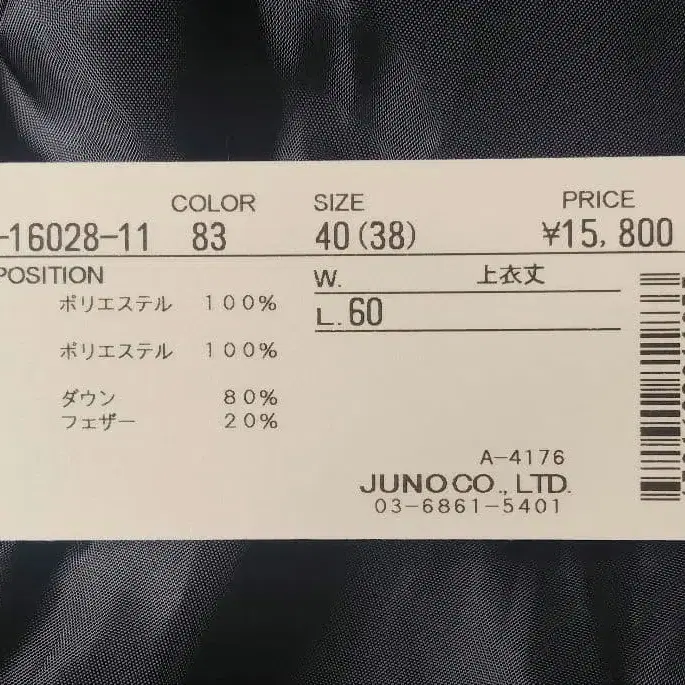 COLOR SIZE PRICE
-16028-11 83 40(38) ¥15,800
POSITION W. 上衣丈
ポリエステル 100% L. 60
ポリエステル 100%
ダウン 80%
フェザー 20%
A-4176
JUNO CO., LTD.
03-6861-5401